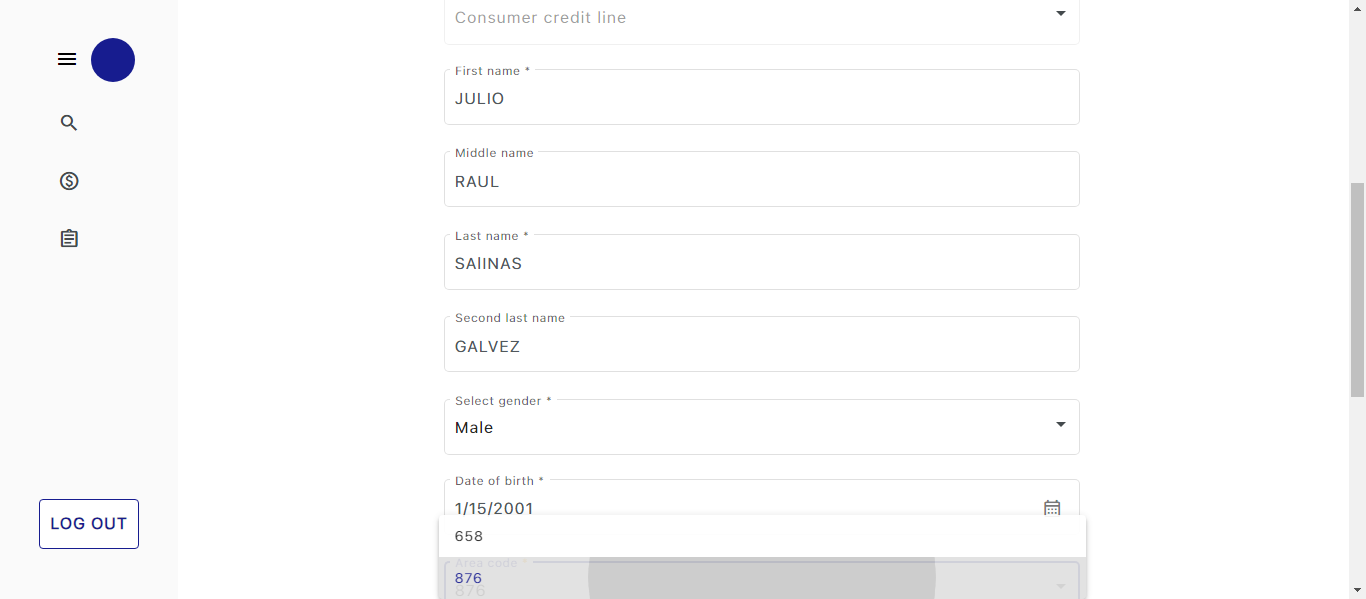 Consumer credit line
First name *
JULIO
Middle name
RAUL
Last name *
SAlINAS
Second last name
GALVEZ
Select gender *
Male
Date of birth *
1/15/2001
658
Area code *
876
876
LOG OUT